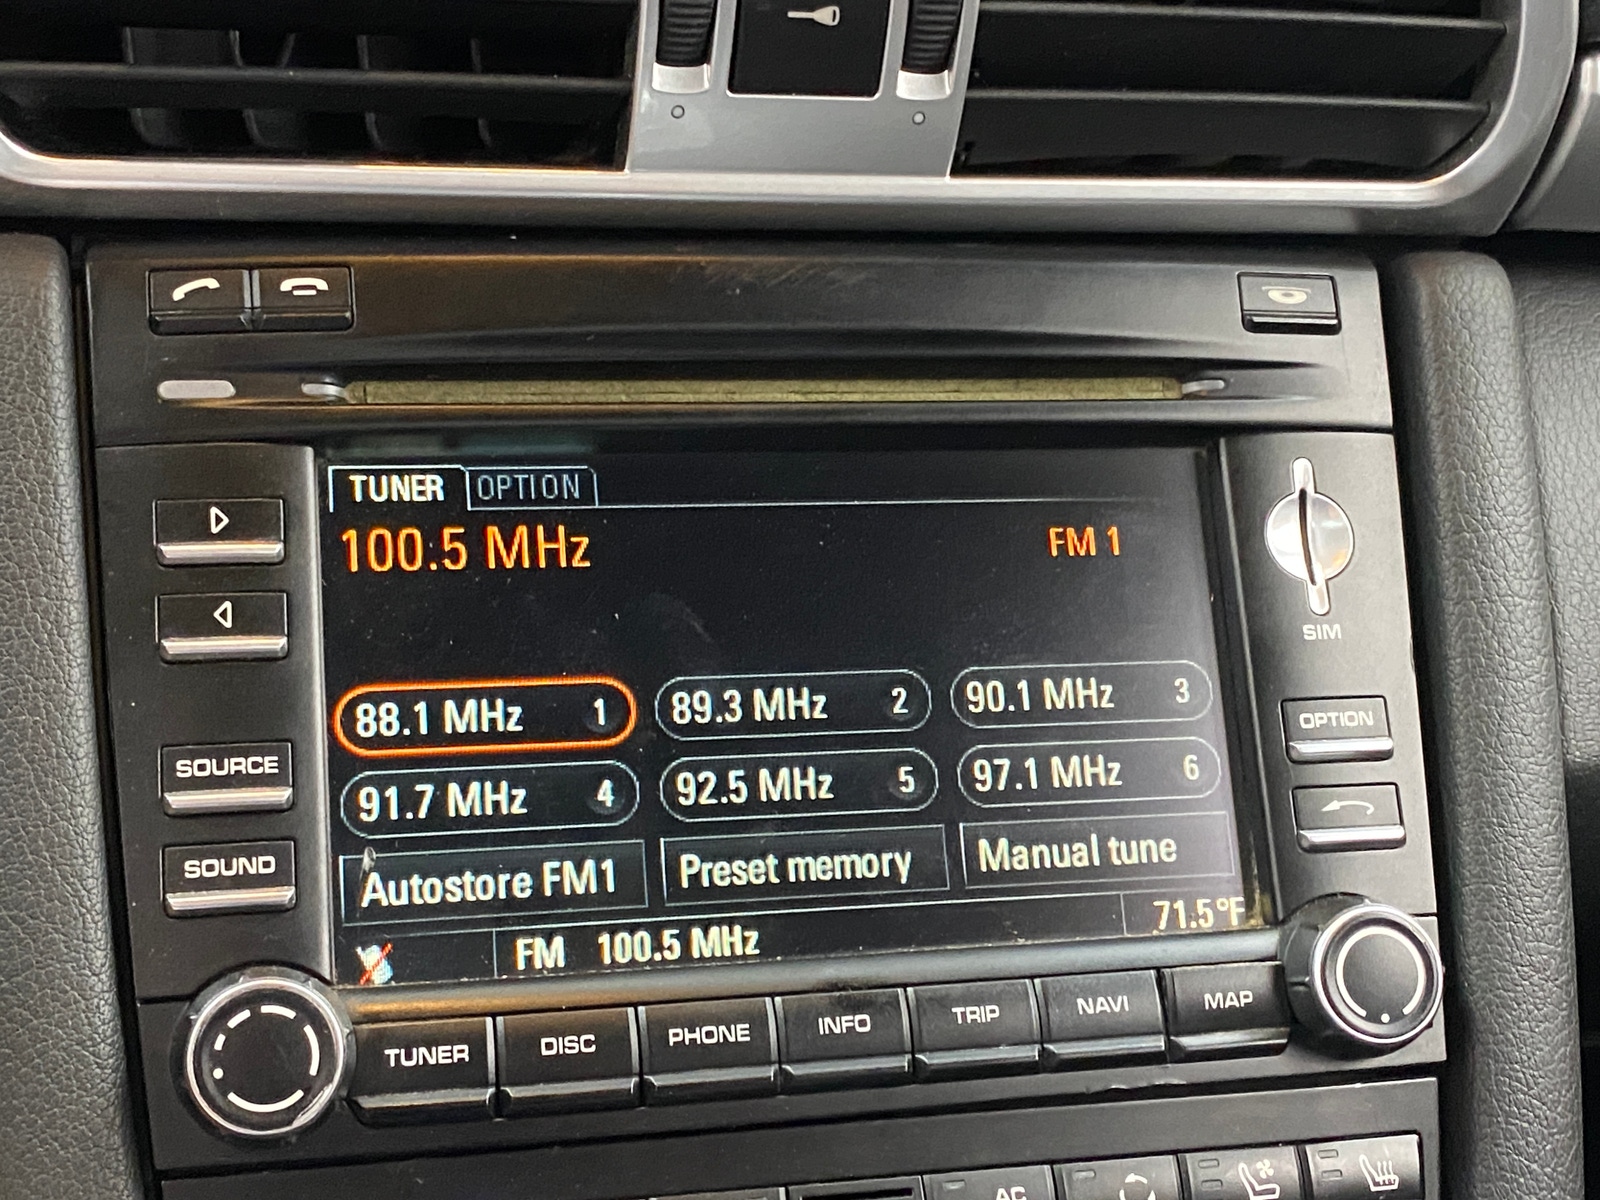 TUNER OPTION
100.5 MHz FM 1
SIM
88.1 MHz 1 89.3 MHz 2 90.1 MHz 3
OPTION
SOURCE
91.7 MHz 4 92.5 MHz 5 97.1 MHz 6
SOUND
Autostore FM1 Preset memory Manual tune
FM 100.5 MHz 71.5°F
TUNER DISC PHONE INFO TRIP NAVI MAP
AC